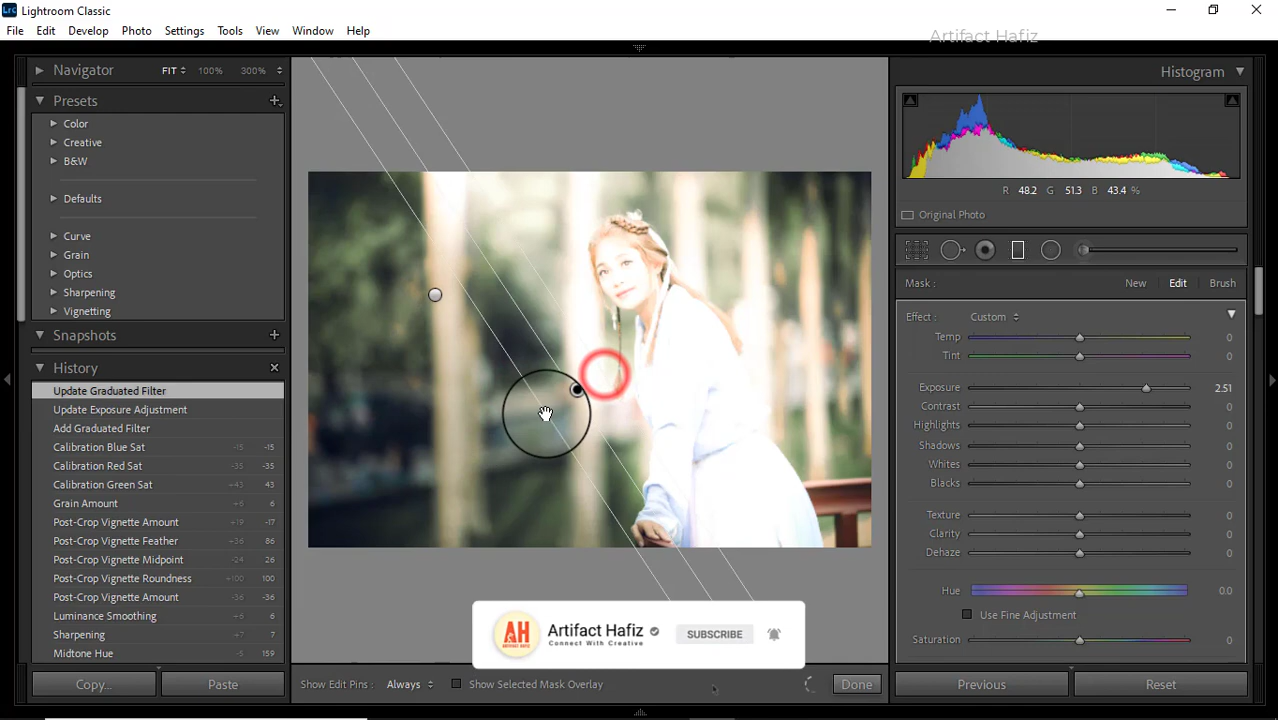 Lrc Lightroom Classic
File Edit Develop Photo Settings Tools View Window Help
Artifact Hafiz
Navigator FIT 100% 300%
Presets
Color
Creative
B&W
Defaults
Curve
Grain
Optics
Sharpening
Vignetting
Snapshots
History
Update Graduated Filter
Update Exposure Adjustment
Add Graduated Filter
Calibration Blue Sat -15 -15
Calibration Red Sat -35 -35
Calibration Green Sat +43 43
Grain Amount +6 6
Post-Crop Vignette Amount +19 -17
Post-Crop Vignette Feather +36 86
Post-Crop Vignette Midpoint +36 86
Post-Crop Vignette Roundness +100 100
Post-Crop Vignette Amount -36 -36
Luminance Smoothing +6 6
Sharpening +7 7
Midtone Hue -5 159
Copy... Paste
AH
ARTIFACT HAFIZ
Artifact Hafiz
Connect With Creative
SUBSCRIBE
Show Edit Pins : Always Show Selected Mask Overlay Done
Histogram
R 48.2 G 51.3 B 43.4 %
Original Photo
Mask : New Edit Brush
Effect : Custom
Temp 0
Tint 0
Exposure 2.51
Contrast 0
Highlights 0
Shadows 0
Whites 0
Blacks 0
Texture 0
Clarity 0
Dehaze 0
Hue 0.0
Use Fine Adjustment
Saturation 0
Previous Reset